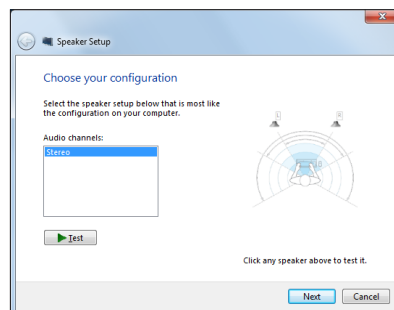 Speaker Setup
Choose your configuration
Select the speaker setup below that is most like
the configuration on your computer.
Audio channels:
Stereo
L
R
Test
Click any speaker above to test it.
Next
Cancel